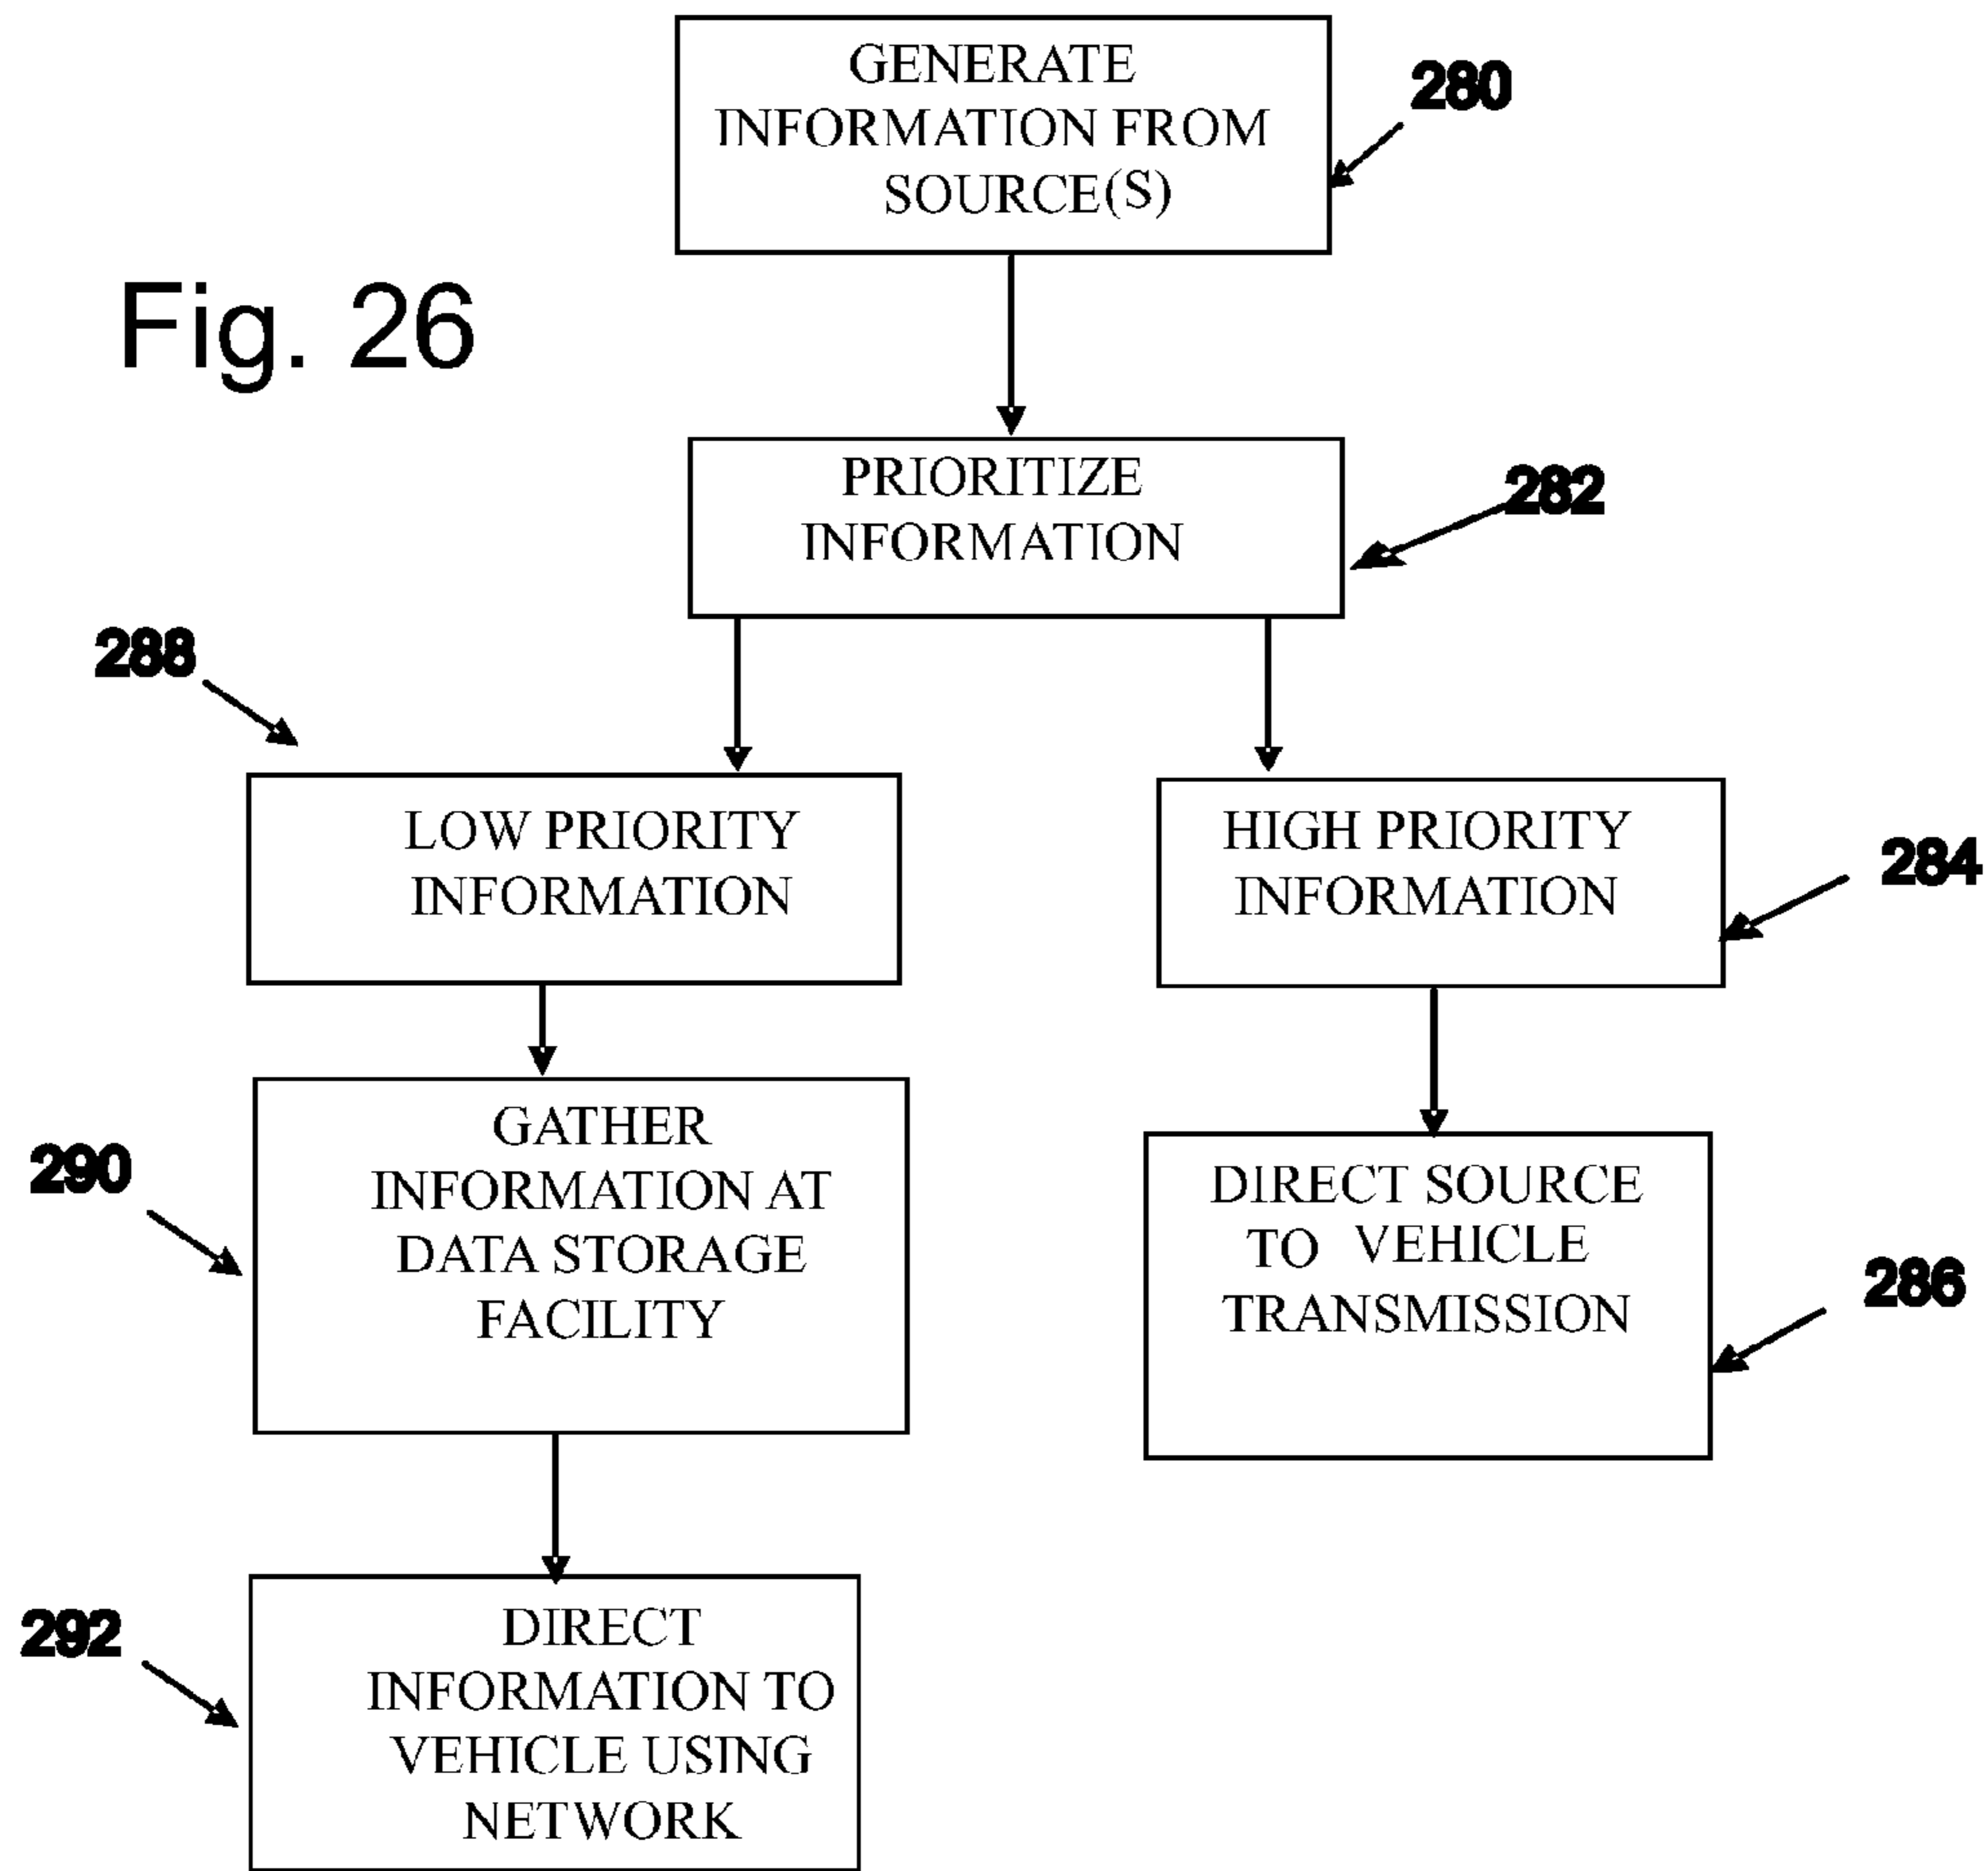 GENERATE
INFORMATION FROM
SOURCE(S)
280
Fig. 26
PRIORITIZE
INFORMATION
282
288
LOW PRIORITY
INFORMATION
HIGH PRIORITY
INFORMATION
284
290
GATHER
INFORMATION AT
DATA STORAGE
FACILITY
DIRECT SOURCE
TO VEHICLE
TRANSMISSION
286
292
DIRECT
INFORMATION TO
VEHICLE USING
NETWORK